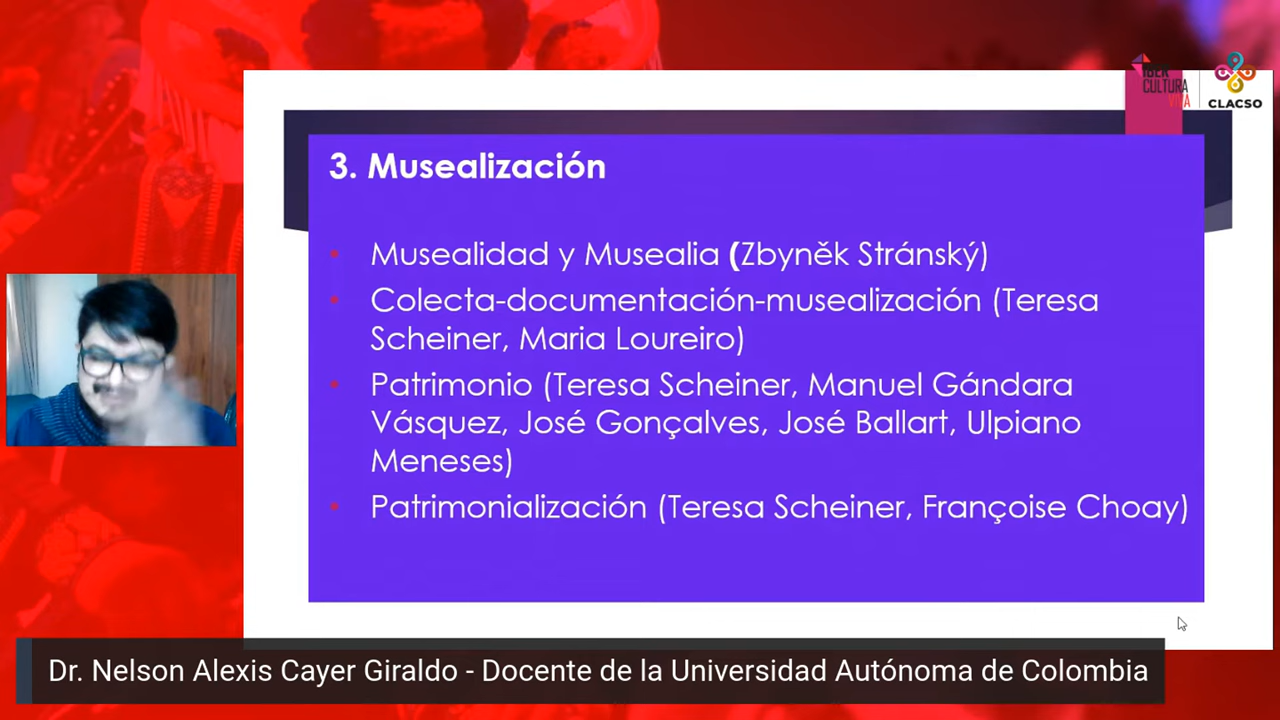 IBER
CULTURA
VIVA
CLACSO
3. Musealización
• Musealidad y Musealia (Zbyněk Stránský)
• Colecta-documentación-musealización (Teresa
Scheiner, Maria Loureiro)
• Patrimonio (Teresa Scheiner, Manuel Gándara
Vásquez, José Gonçalves, José Ballart, Ulpiano
Meneses)
• Patrimonialización (Teresa Scheiner, Françoise Choay)
Dr. Nelson Alexis Cayer Giraldo - Docente de la Universidad Autónoma de Colombia